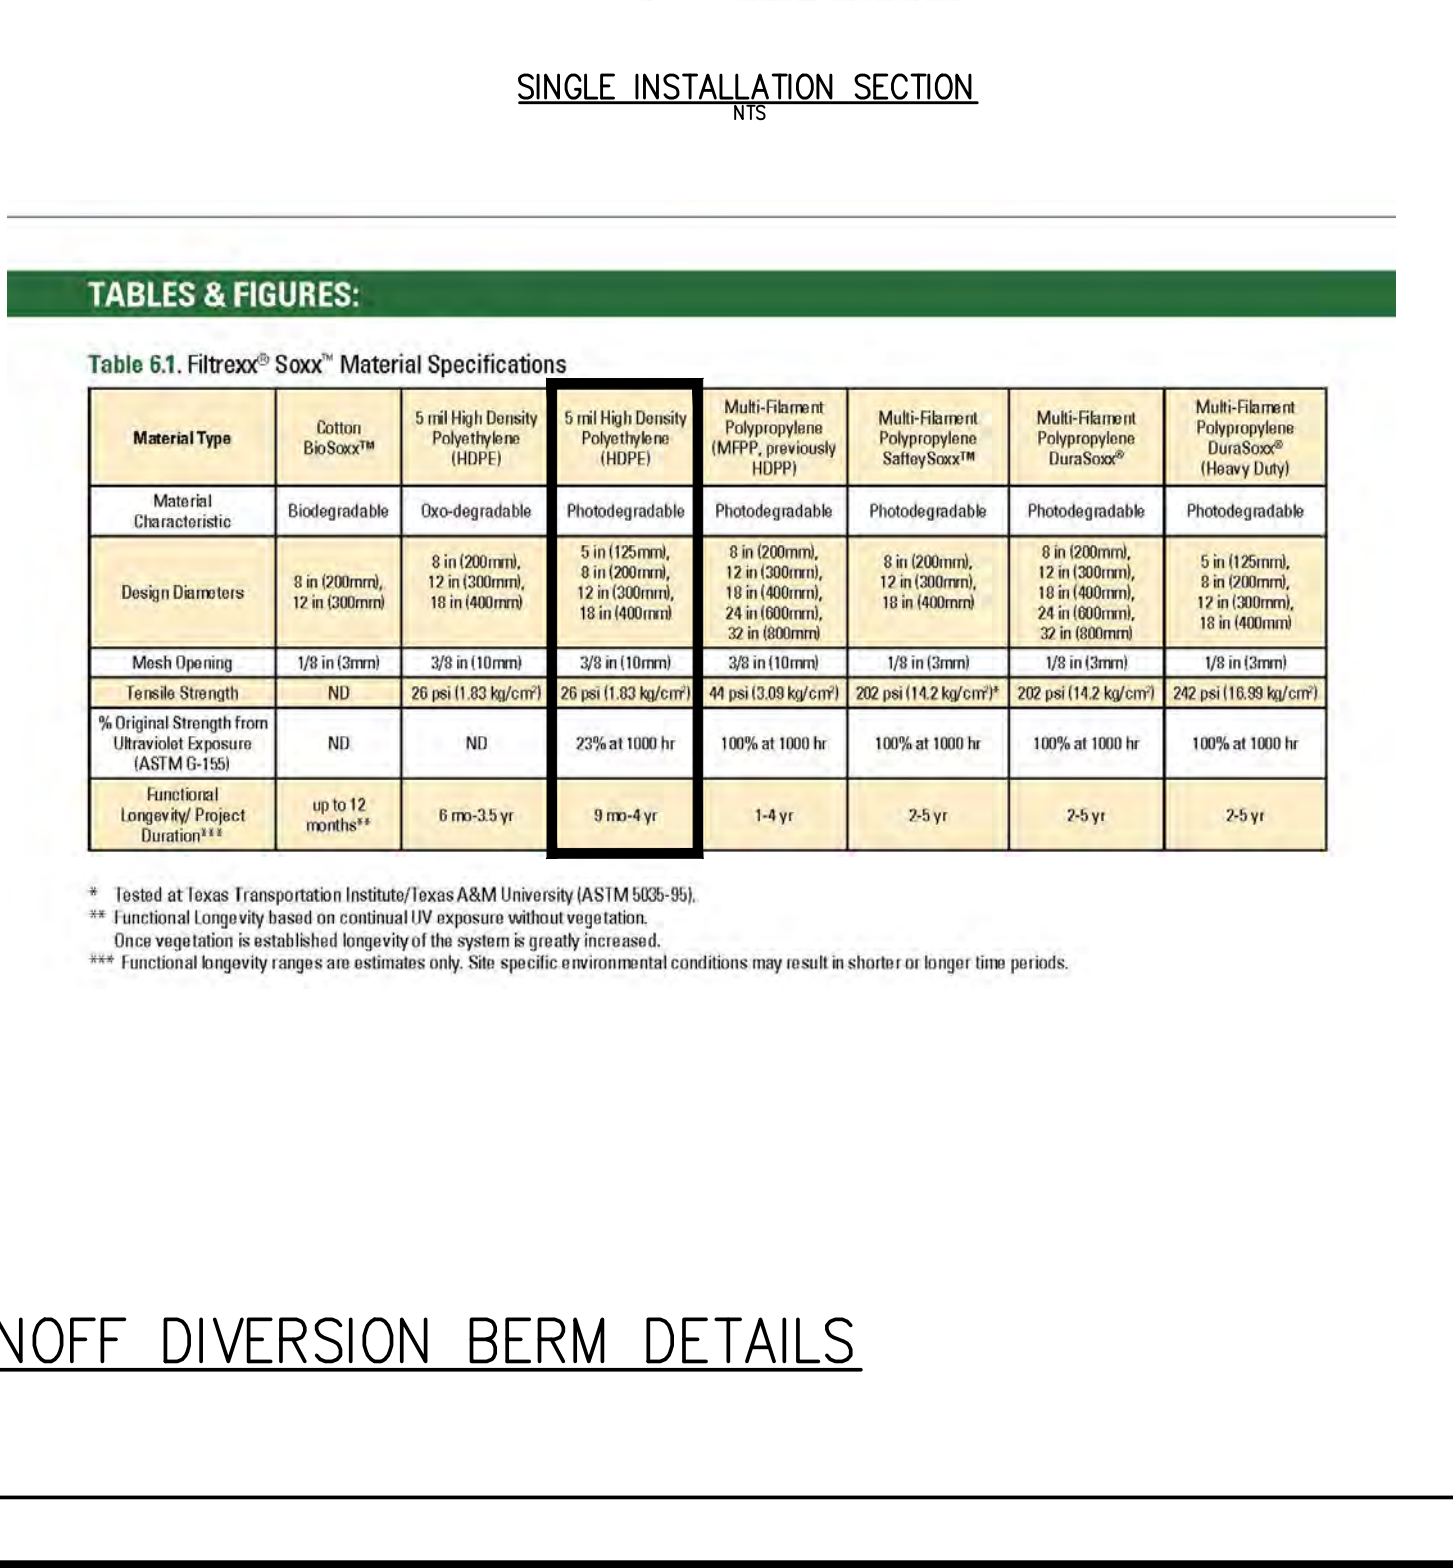 SINGLE INSTALLATION SECTION
NTS
TABLES & FIGURES:
Table 6.1. Filtrexx® Soxx™ Material Specifications
Material Type
Cotton
BioSoxx™
5 mil High Density
Polyethylene
(HDPE)
5 mil High Density
Polyethylene
(HDPE)
Multi-Filament
Polypropylene
(MFPP, previously
HDPP)
Multi-Filament
Polypropylene
SafteySoxx™
Multi-Filament
Polypropylene
DuraSoxx®
Multi-Filament
Polypropylene
DuraSoxx®
(Heavy Duty)
Material
Characteristic
Biodegradable
Oxo-degradable
Photodegradable
Photodegradable
Photodegradable
Photodegradable
Photodegradable
Design Diameters
8 in (200mm),
12 in (300mm)
8 in (200mm),
12 in (300mm),
18 in (400mm)
5 in (125mm),
8 in (200mm),
12 in (300mm),
18 in (400mm)
8 in (200mm),
12 in (300mm),
18 in (400mm),
24 in (600mm),
32 in (800mm)
8 in (200mm),
12 in (300mm),
18 in (400mm)
8 in (200mm),
12 in (300mm),
18 in (400mm),
24 in (600mm),
32 in (800mm)
5 in (125mm),
8 in (200mm),
12 in (300mm),
18 in (400mm)
Mesh Opening
1/8 in (3mm)
3/8 in (10mm)
3/8 in (10mm)
3/8 in (10mm)
1/8 in (3mm)
1/8 in (3mm)
1/8 in (3mm)
Tensile Strength
ND
26 psi (1.83 kg/cm²)
26 psi (1.83 kg/cm²)
44 psi (3.09 kg/cm²)
202 psi (14.2 kg/cm²)*
202 psi (14.2 kg/cm²)
242 psi (16.99 kg/cm²)
% Original Strength from
Ultraviolet Exposure
(ASTM G-155)
ND
ND
23% at 1000 hr
100% at 1000 hr
100% at 1000 hr
100% at 1000 hr
100% at 1000 hr
Functional
Longevity/ Project
Duration***
up to 12
months**
6 mo-3.5 yr
9 mo-4 yr
1-4 yr
2-5 yr
2-5 yr
2-5 yr
* Tested at Texas Transportation Institute/Texas A&M University (ASTM 5035-95).
** Functional Longevity based on continual UV exposure without vegetation.
Once vegetation is established longevity of the system is greatly increased.
*** Functional longevity ranges are estimates only. Site specific environmental conditions may result in shorter or longer time periods.
NOFF DIVERSION BERM DETAILS